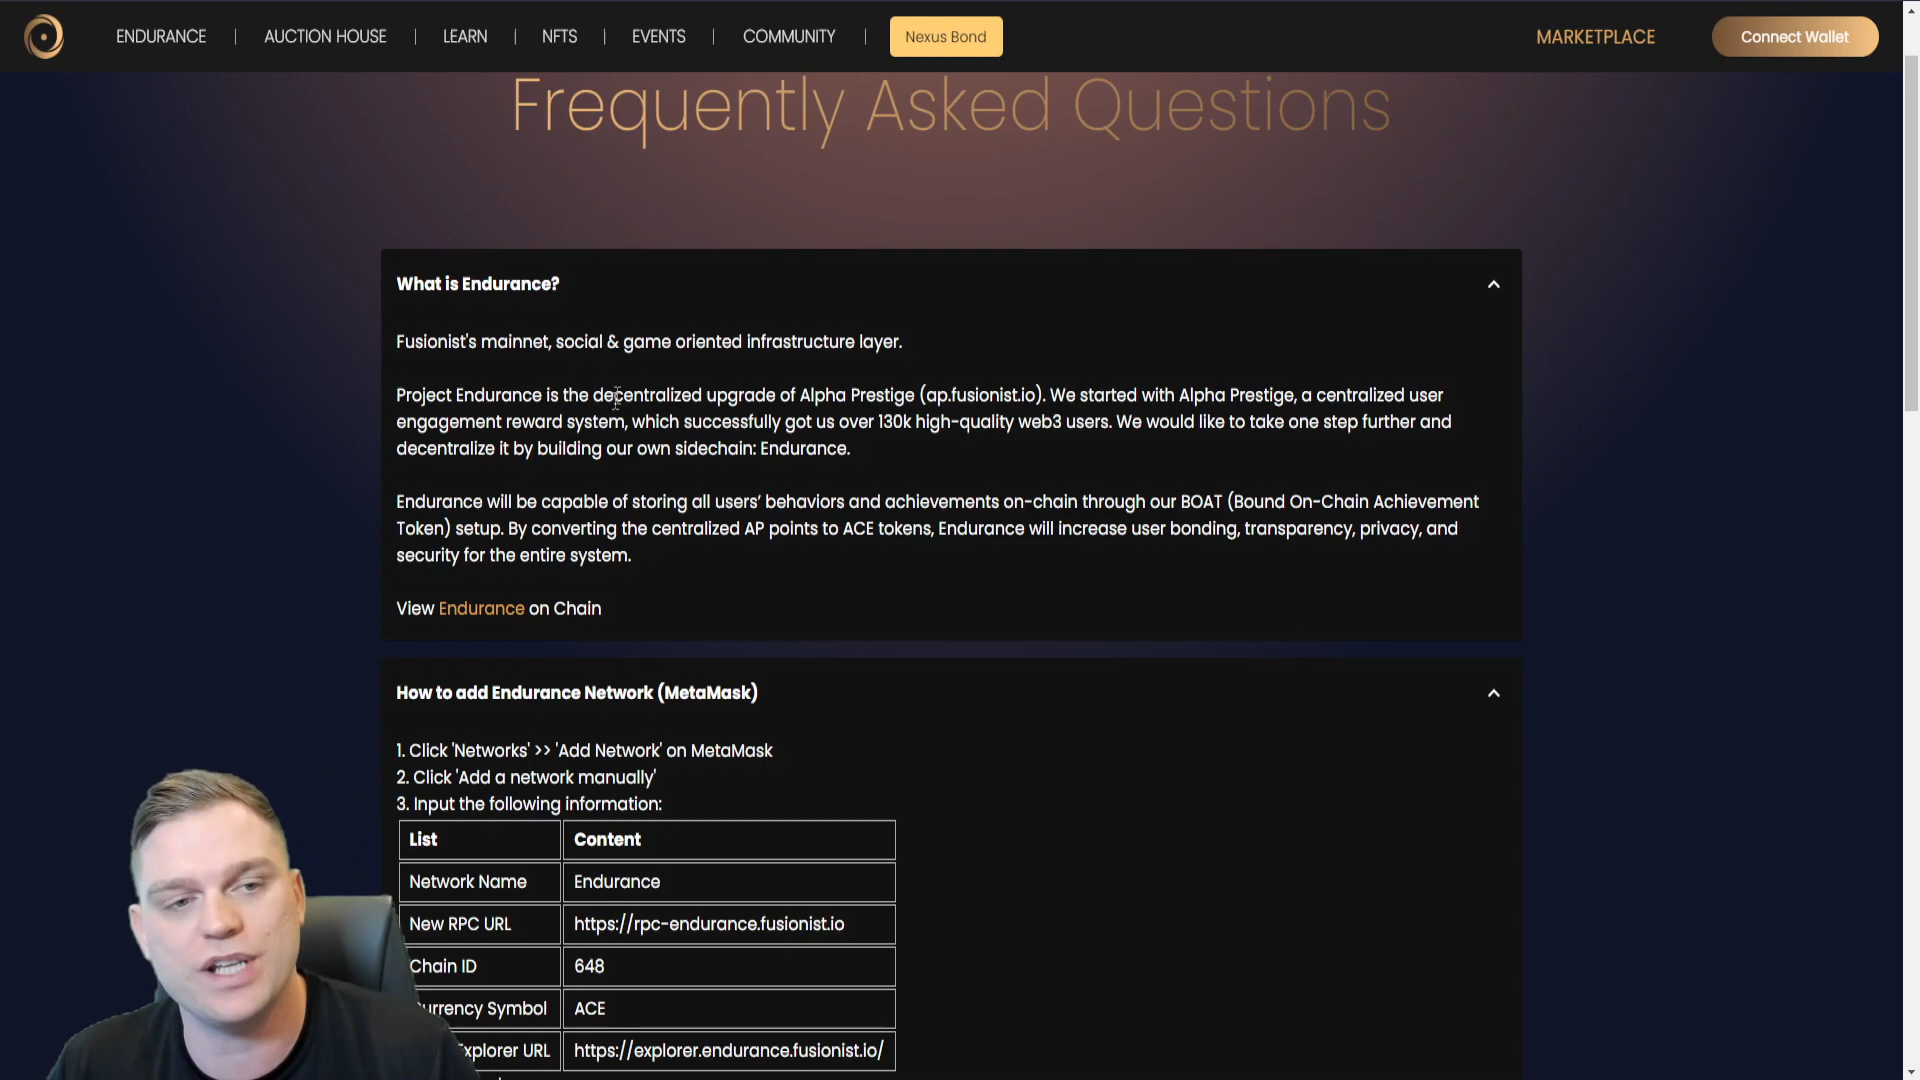 ENDURANCE | AUCTION HOUSE | LEARN | NFTS | EVENTS | COMMUNITY | Nexus Bond MARKETPLACE Connect Wallet
Frequently Asked Questions
What is Endurance?
Fusionist's mainnet, social & game oriented infrastructure layer.
Project Endurance is the decentralized upgrade of Alpha Prestige (ap.fusionist.io). We started with Alpha Prestige, a centralized user
engagement reward system, which successfully got us over 130k high-quality web3 users. We would like to take one step further and
decentralize it by building our own sidechain: Endurance.
Endurance will be capable of storing all users’ behaviors and achievements on-chain through our BOAT (Bound On-Chain Achievement
Token) setup. By converting the centralized AP points to ACE tokens, Endurance will increase user bonding, transparency, privacy, and
security for the entire system.
View Endurance on Chain
How to add Endurance Network (MetaMask)
1. Click 'Networks' >> 'Add Network' on MetaMask
2. Click 'Add a network manually'
3. Input the following information:
List Content
Network Name Endurance
New RPC URL https://rpc-endurance.fusionist.io
Chain ID 648
urrency Symbol ACE
xplorer URL https://explorer.endurance.fusionist.io/